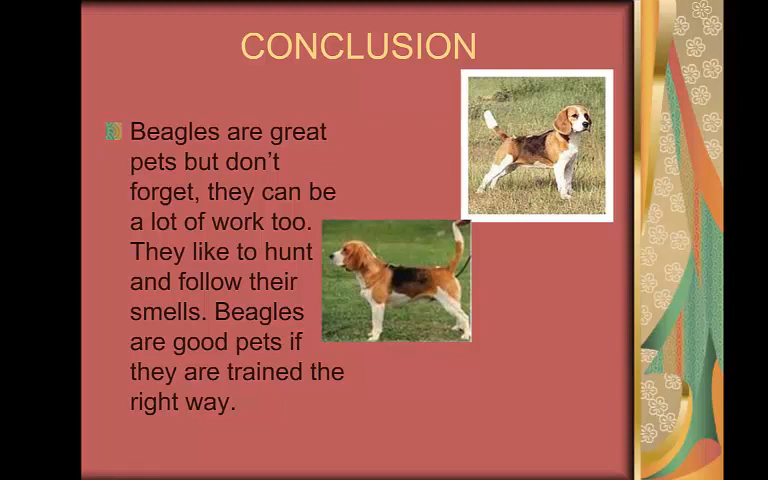 CONCLUSION
Beagles are great
pets but don’t
forget, they can be
a lot of work too.
They like to hunt
and follow their
smells. Beagles
are good pets if
they are trained the
right way.